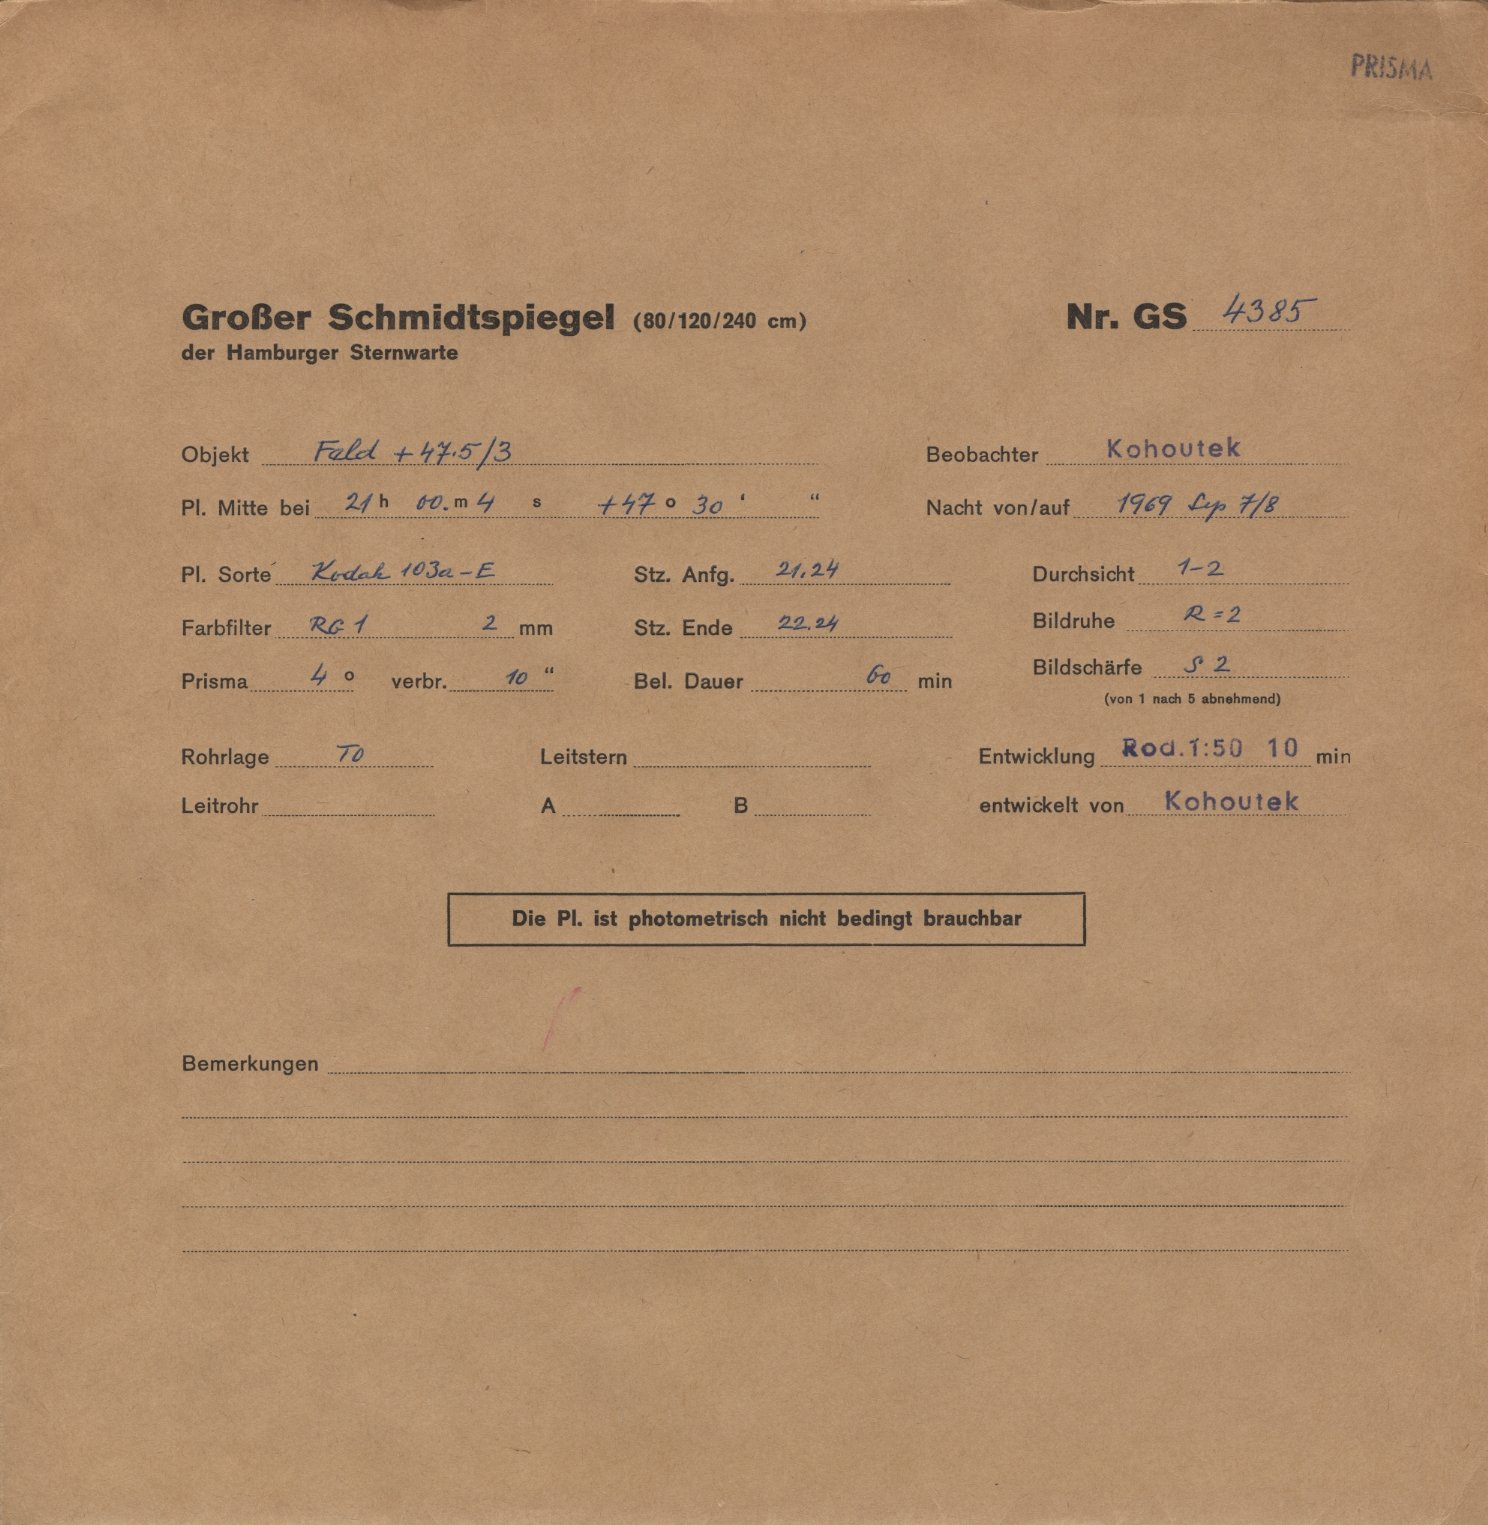 PRISMA
Großer Schmidtspiegel (80/120/240 cm) Nr. GS 4385
der Hamburger Sternwarte
Objekt Feld +47.5/3 Beobachter Kohoutek
Pl. Mitte bei 21 h 00. m 4 s +47 o 30 ‘ “ Nacht von/auf 1969 Sep 7/8
Pl. Sorte Kodak 103a-E Stz. Anfg. 21.24 Durchsicht 1-2
Farbfilter RG 1 2 mm Stz. Ende 22.24 Bildruhe R=2
Prisma 4 o verbr. 10 “ Bel. Dauer 60 min Bildschärfe S 2
(von 1 nach 5 abnehmend)
Rohrlage TO Leitstern Entwicklung Rod.1:50 10 min
Leitrohr A B entwickelt von Kohoutek
Die Pl. ist photometrisch nicht bedingt brauchbar
Bemerkungen